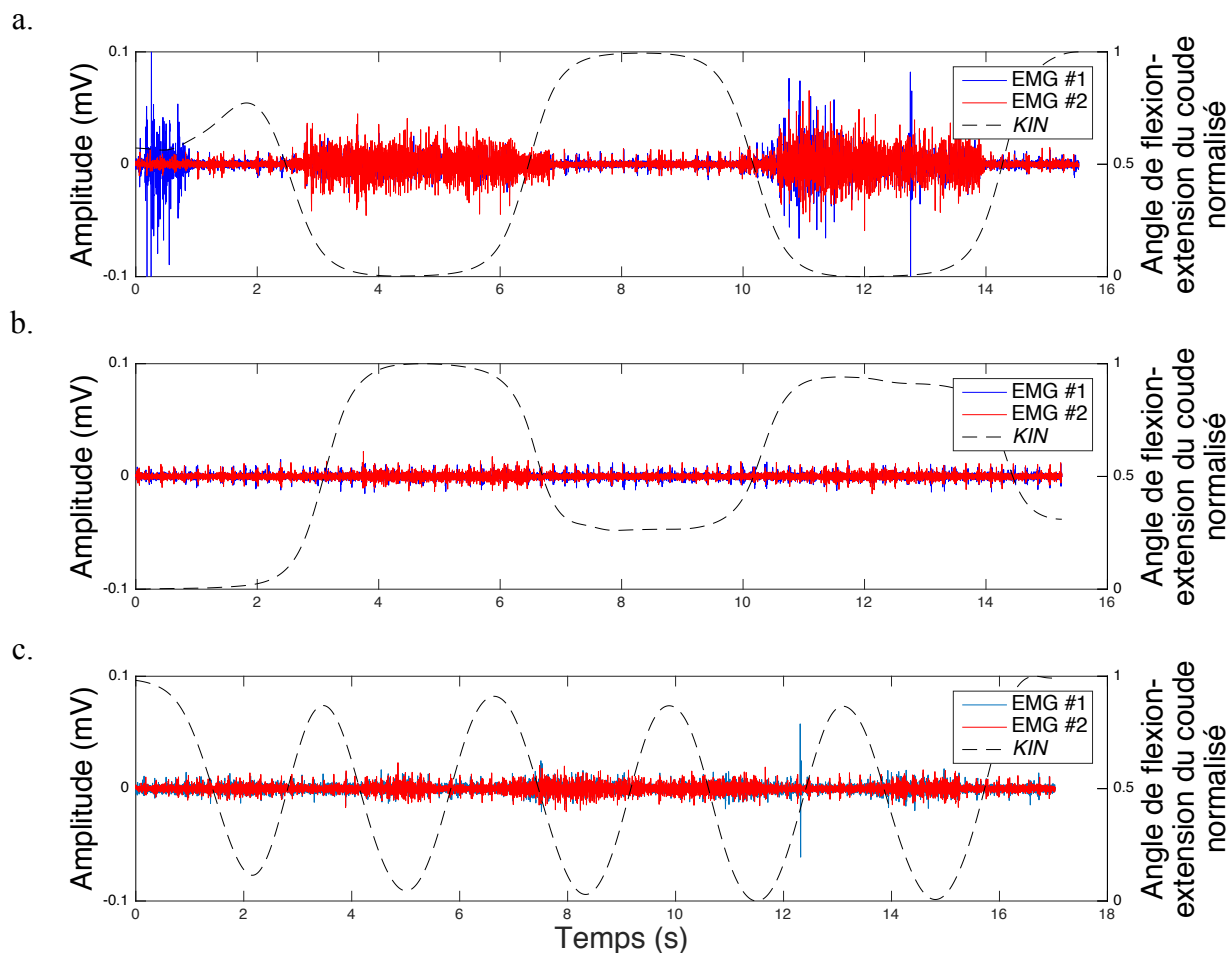 a.
0.1
0
-0.1
Amplitude (mV)
0 2 4 6 8 10 12 14 16
1
0.5
0
Angle de flexion-
extension du coude
normalisé
EMG #1
EMG #2
KIN
b.
0.1
0
-0.1
Amplitude (mV)
0 2 4 6 8 10 12 14 16
1
0.5
0
Angle de flexion-
extension du coude
normalisé
EMG #1
EMG #2
KIN
c.
0.1
0
-0.1
Amplitude (mV)
0 2 4 6 8 10 12 14 16 18
1
0.5
0
Angle de flexion-
extension du coude
normalisé
EMG #1
EMG #2
KIN
Temps (s)